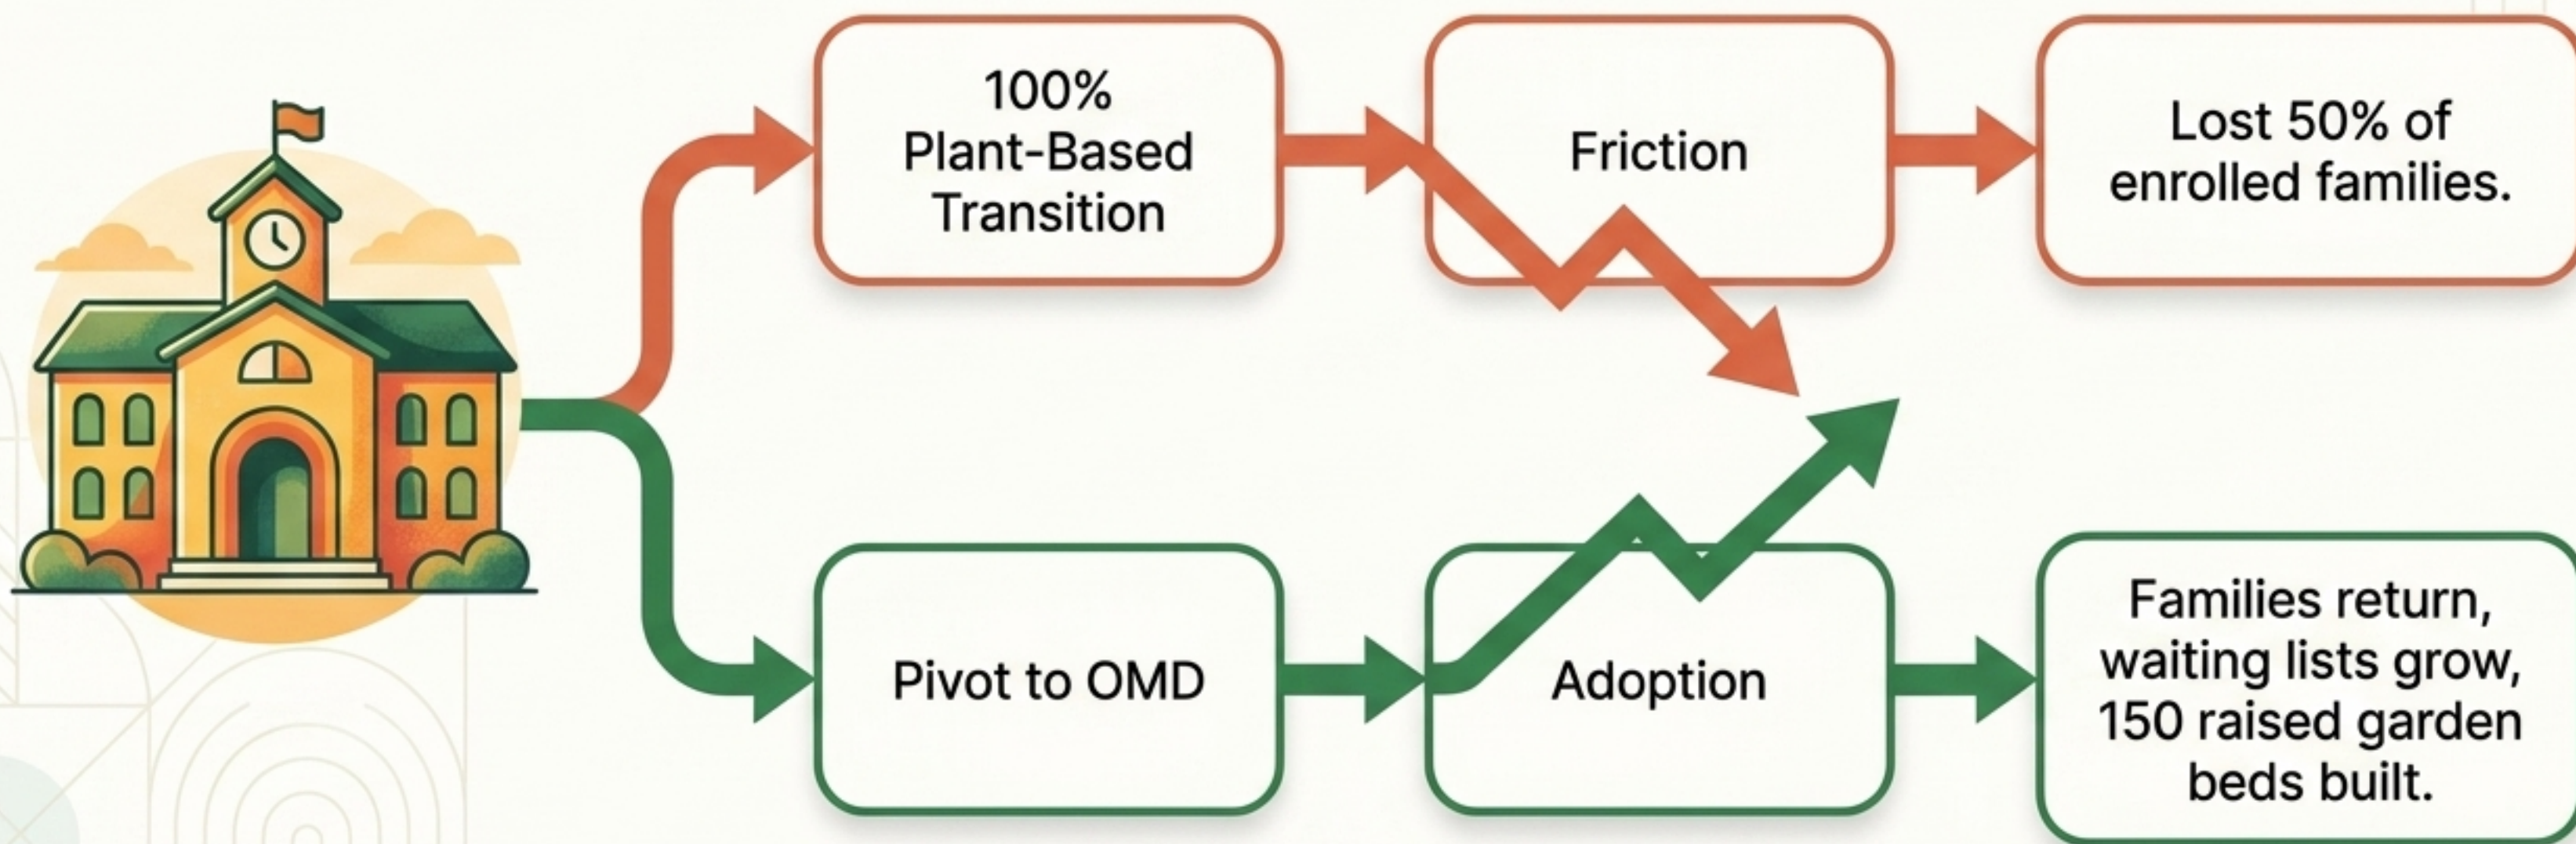 100%
Plant-Based
Transition
Friction
Lost 50% of
enrolled families.
Pivot to OMD
Adoption
Families return,
waiting lists grow,
150 raised garden
beds built.